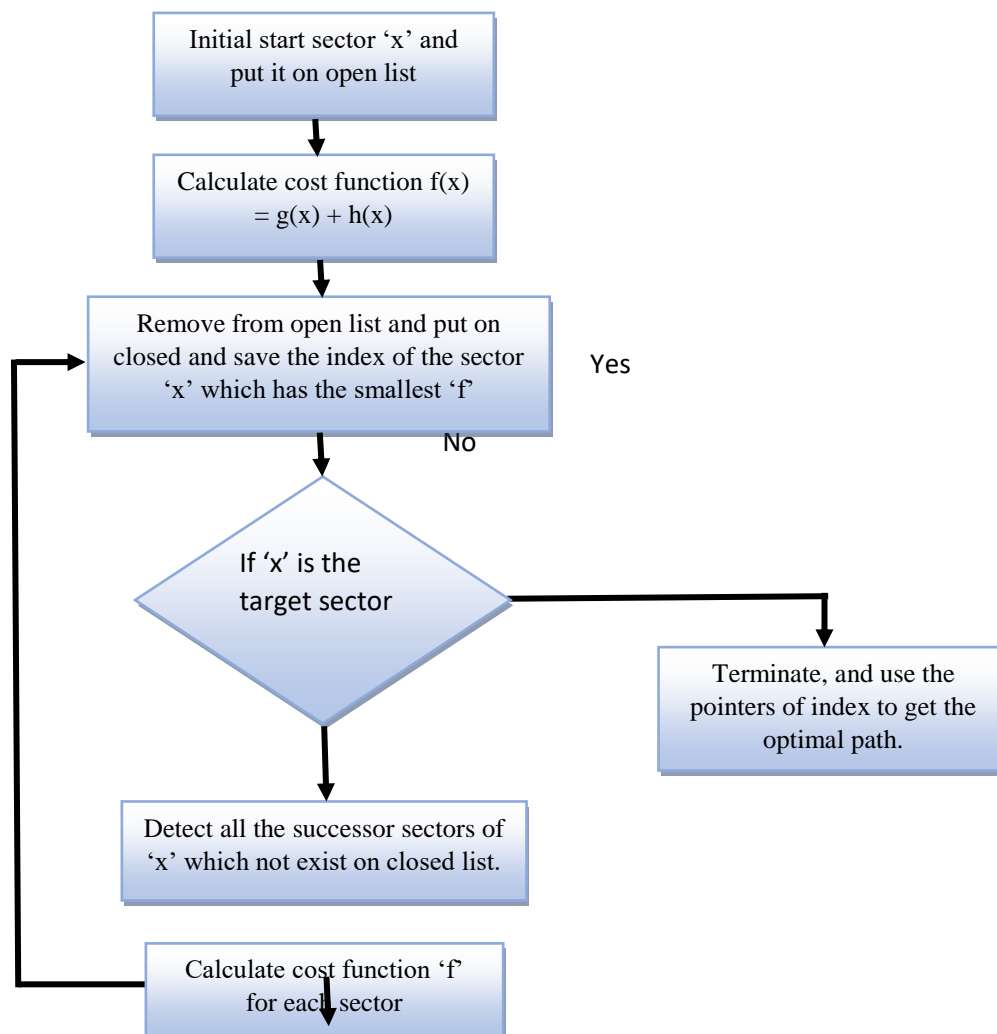 Initial start sector ‘x’ and
put it on open list
Calculate cost function f(x)
= g(x) + h(x)
Remove from open list and put on
closed and save the index of the sector
‘x’ which has the smallest ‘f’
Yes
No
If ‘x’ is the
target sector
Terminate, and use the
pointers of index to get the
optimal path.
Detect all the successor sectors of
‘x’ which not exist on closed list.
Calculate cost function ‘f’
for each sector